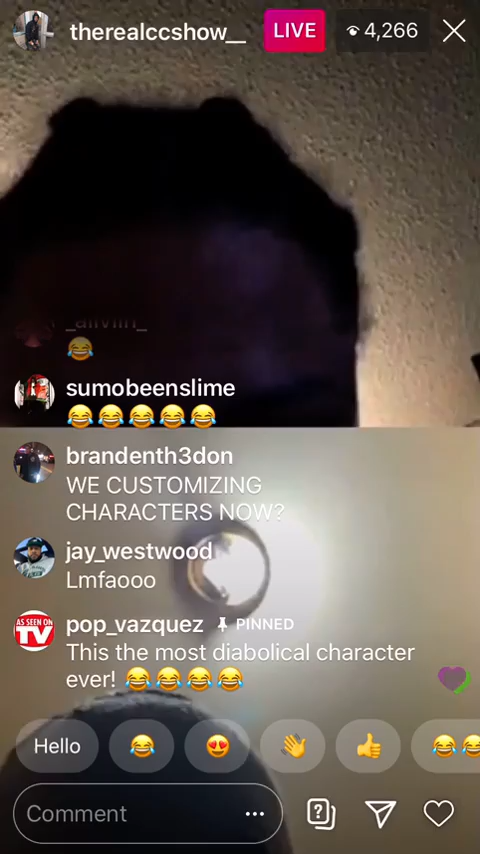 therealccshow__ LIVE 4,266
😂
sumobeenslime
😂😂😂😂😂
brandenth3don
WE CUSTOMIZING
CHARACTERS NOW?
jay_westwood
Lmfaooo
AS SEEN ON
TV
pop_vazquez PINNED
This the most diabolical character
ever! 😂😂😂😂
Hello 😂 😍 👋 👍 😂😂
Comment